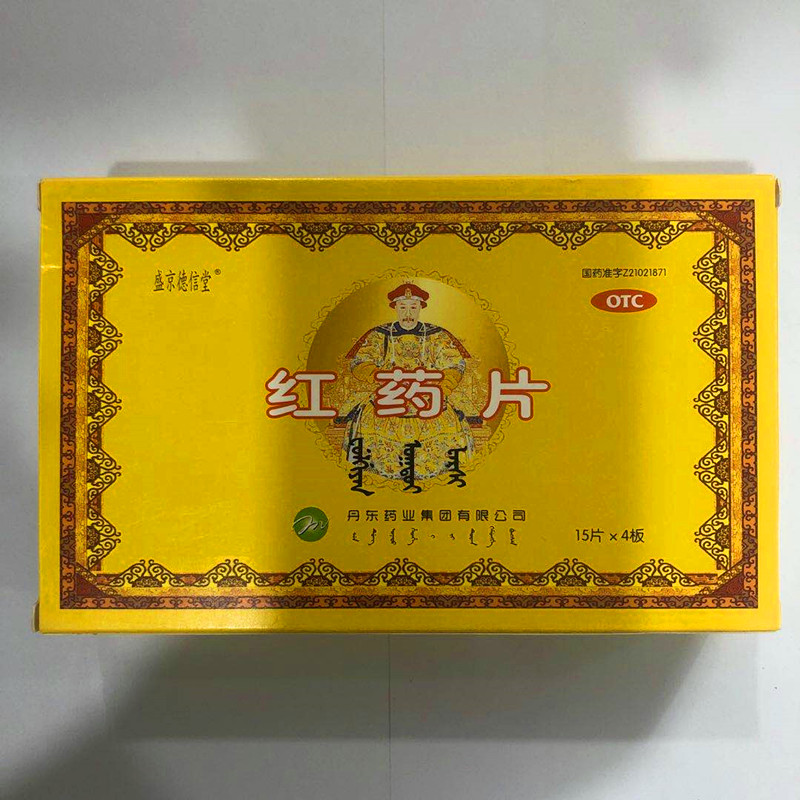 盛京德信堂®
国药准字Z21021871
OTC
红药片
丹东药业集团有限公司
15片×4板